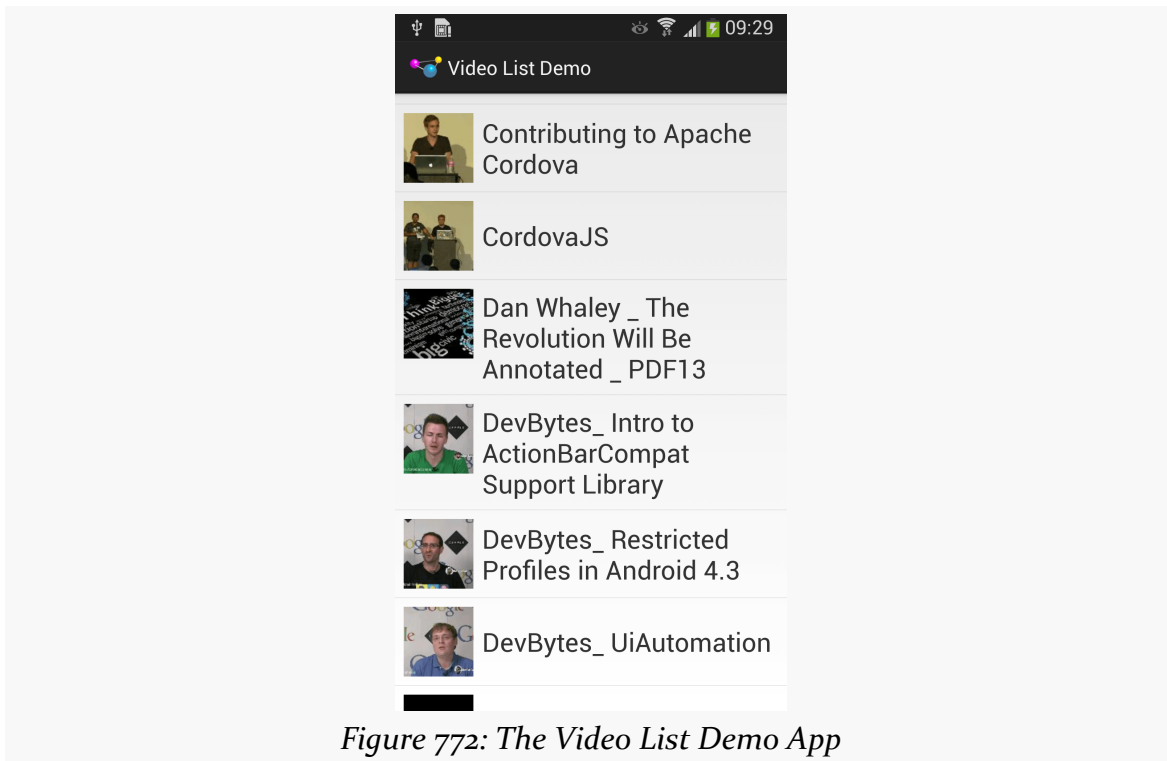 09:29
Video List Demo
Contributing to Apache
Cordova
CordovaJS
Dan Whaley _ The
Revolution Will Be
Annotated _ PDF13
DevBytes_ Intro to
ActionBarCompat
Support Library
DevBytes_ Restricted
Profiles in Android 4.3
DevBytes_ UiAutomation
Google
Figure 772: The Video List Demo App